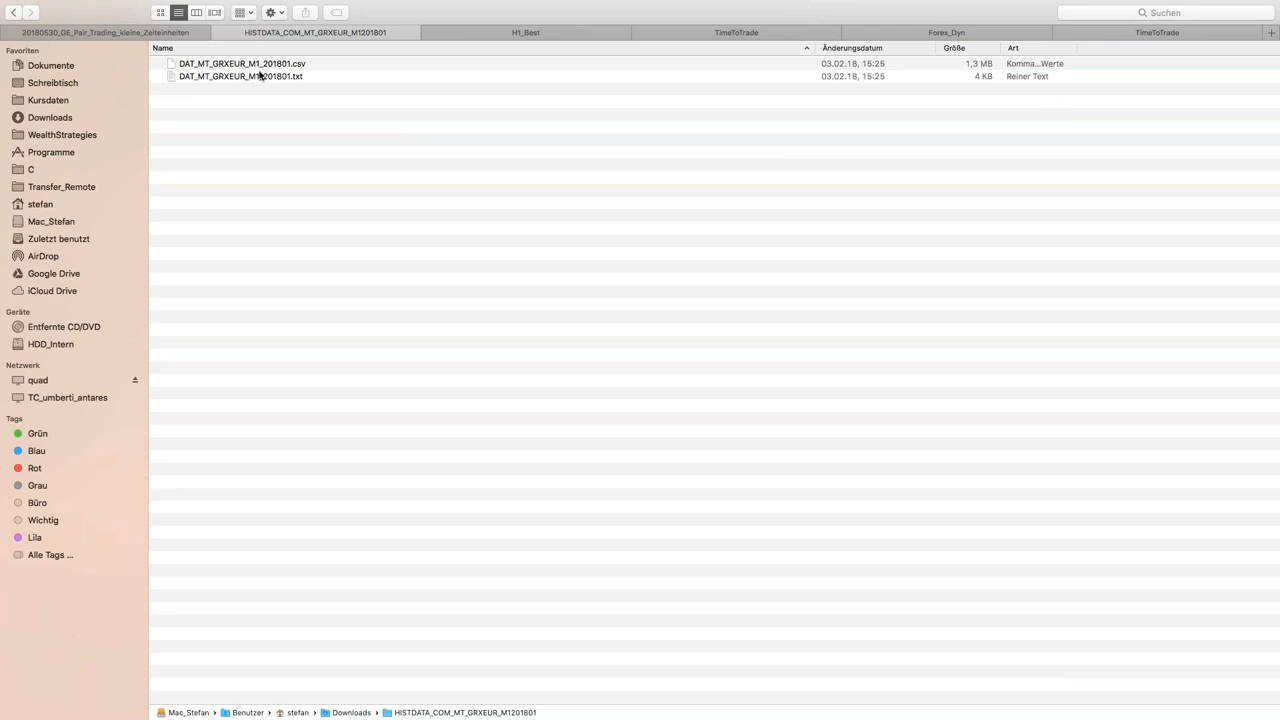 Suchen
20180530_GE_Pair_Trading_kleine_Zeiteinheiten
HISTDATA_COM_MT_GRXEUR_M1201801
H1_Best
TimeToTrade
Forex_Dyn
TimeToTrade
Name
Änderungsdatum
Größe
Art
DAT_MT_GRXEUR_M1_201801.csv
03.02.18, 15:25
1,3 MB
Komma...Werte
DAT_MT_GRXEUR_M1_201801.txt
03.02.18, 15:25
4 KB
Reiner Text
Favoriten
Dokumente
Schreibtisch
Kursdaten
Downloads
WealthStrategies
Programme
C
Transfer_Remote
stefan
Mac_Stefan
Zuletzt benutzt
AirDrop
Google Drive
iCloud Drive
Geräte
Entfernte CD/DVD
HDD_Intern
Netzwerk
quad
TC_umberti_antares
Tags
Grün
Blau
Rot
Grau
Büro
Wichtig
Lila
Alle Tags ...
Mac_Stefan
Benutzer
stefan
Downloads
HISTDATA_COM_MT_GRXEUR_M1201801